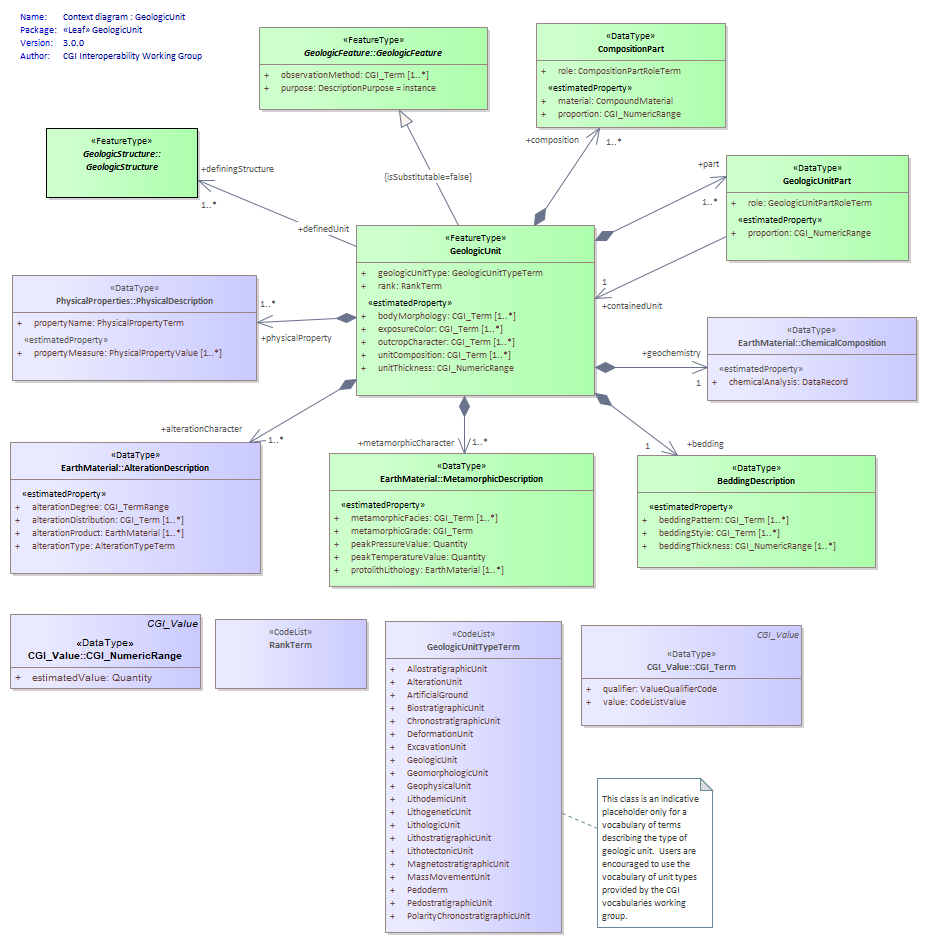 Name: Context diagram : GeologicUnit
Package: «Leaf» GeologicUnit
Version: 3.0.0
Author: CGI Interoperability Working Group
«FeatureType»
GeologicFeature::GeologicFeature
+ observationMethod: CGI_Term [1..*]
+ purpose: DescriptionPurpose = instance
«DataType»
CompositionPart
+ role: CompositionPartRoleTerm
«estimatedProperty»
+ material: CompoundMaterial
+ proportion: CGI_NumericRange
«FeatureType»
GeologicStructure::
GeologicStructure
+definingStructure
1..*
{isSubstitutable=false}
+composition
1..*
+part
1..*
«DataType»
GeologicUnitPart
+ role: GeologicUnitPartRoleTerm
«estimatedProperty»
+ proportion: CGI_NumericRange
+definedUnit
«FeatureType»
GeologicUnit
+ geologicUnitType: GeologicUnitTypeTerm
+ rank: RankTerm
«estimatedProperty»
+ bodyMorphology: CGI_Term [1..*]
+ exposureColor: CGI_Term [1..*]
+ outcropCharacter: CGI_Term [1..*]
+ unitComposition: CGI_Term [1..*]
+ unitThickness: CGI_NumericRange
1
+containedUnit
«DataType»
PhysicalProperties::PhysicalDescription
+ propertyName: PhysicalPropertyTerm
«estimatedProperty»
+ propertyMeasure: PhysicalPropertyValue [1..*]
1..*
+physicalProperty
+geochemistry
1
«DataType»
EarthMaterial::ChemicalComposition
«estimatedProperty»
+ chemicalAnalysis: DataRecord
+alterationCharacter
1..*
+metamorphicCharacter
1..*
1
+bedding
«DataType»
EarthMaterial::AlterationDescription
«estimatedProperty»
+ alterationDegree: CGI_TermRange
+ alterationDistribution: CGI_Term [1..*]
+ alterationProduct: EarthMaterial [1..*]
+ alterationType: AlterationTypeTerm
«DataType»
EarthMaterial::MetamorphicDescription
«estimatedProperty»
+ metamorphicFacies: CGI_Term [1..*]
+ metamorphicGrade: CGI_Term
+ peakPressureValue: Quantity
+ peakTemperatureValue: Quantity
+ protolithLithology: EarthMaterial [1..*]
«DataType»
BeddingDescription
«estimatedProperty»
+ beddingPattern: CGI_Term [1..*]
+ beddingStyle: CGI_Term [1..*]
+ beddingThickness: CGI_NumericRange [1..*]
CGI_Value
«DataType»
CGI_Value::CGI_NumericRange
+ estimatedValue: Quantity
«CodeList»
RankTerm
«CodeList»
GeologicUnitTypeTerm
+ AllostratigraphicUnit
+ AlterationUnit
+ ArtificialGround
+ BiostratigraphicUnit
+ ChronostratigraphicUnit
+ DeformationUnit
+ ExcavationUnit
+ GeologicUnit
+ GeomorphologicUnit
+ GeophysicalUnit
+ LithodemicUnit
+ LithogeneticUnit
+ LithologicUnit
+ LithostratigraphicUnit
+ LithotectonicUnit
+ MagnetostratigraphicUnit
+ MassMovementUnit
+ Pedoderm
+ PedostratigraphicUnit
+ PolarityChronostratigraphicUnit
CGI_Value
«DataType»
CGI_Value::CGI_Term
+ qualifier: ValueQualifierCode
+ value: CodeListValue
This class is an indicative
placeholder only for a
vocabulary of terms
describing the type of
geologic unit. Users are
encouraged to use the
vocabulary of unit types
provided by the CGI
vocabularies working
group.